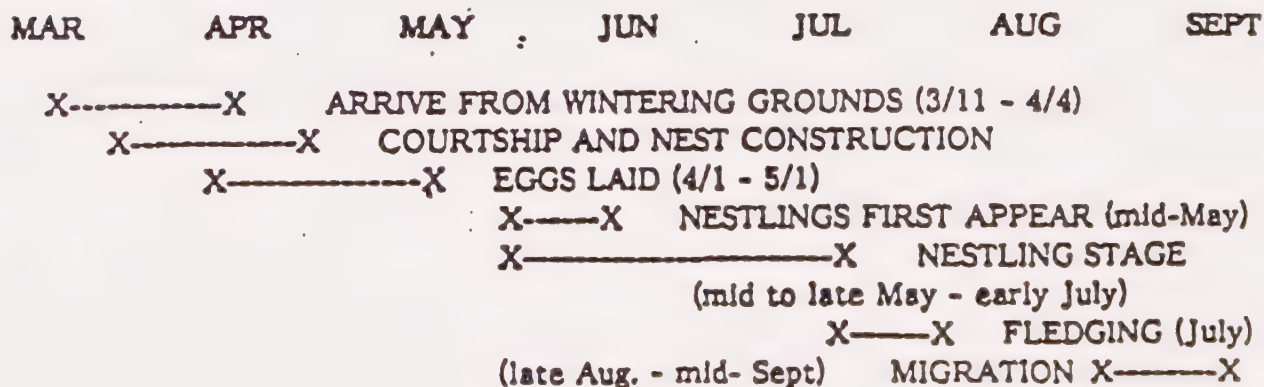 MAR APR MAY JUN JUL AUG SEPT
X-----------X ARRIVE FROM WINTERING GROUNDS (3/11 - 4/4)
X-----------X COURTSHIP AND NEST CONSTRUCTION
X-------------X EGGS LAID (4/1 - 5/1)
X-----X NESTLINGS FIRST APPEAR (mid-May)
X--------------------X NESTLING STAGE
(mid to late May - early July)
X-----X FLEDGING (July)
(late Aug. - mid- Sept) MIGRATION X------X